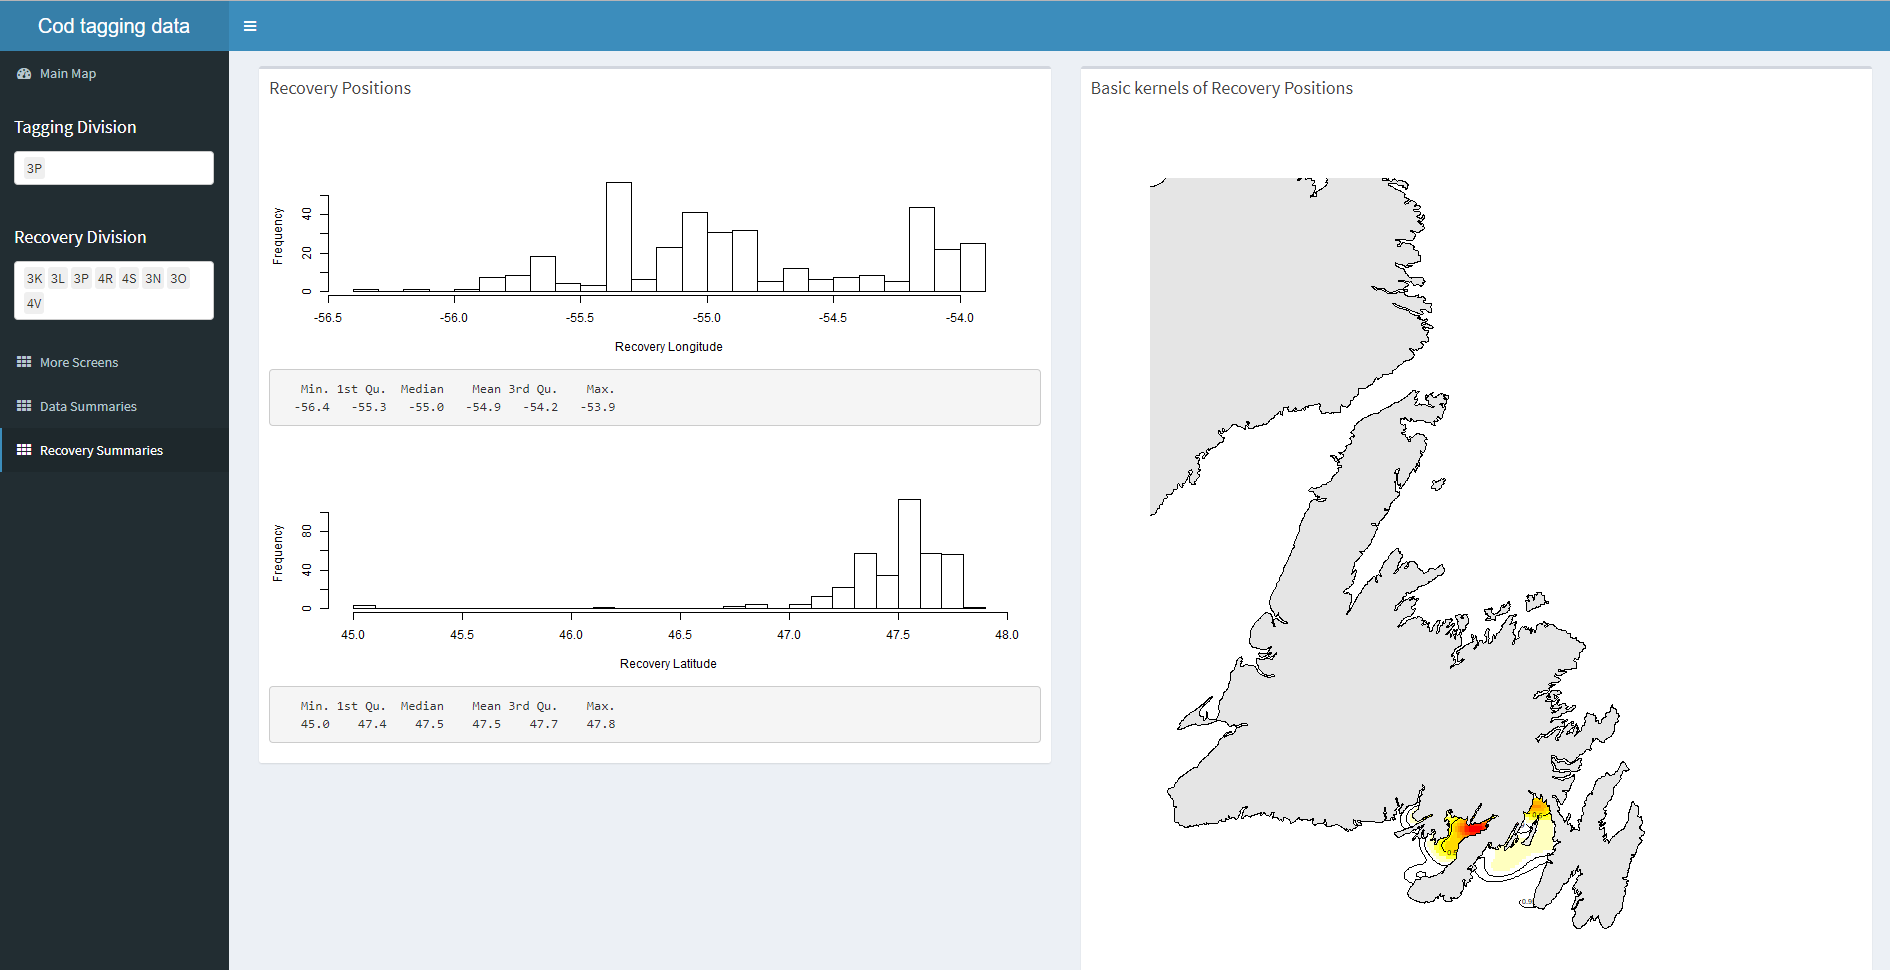 Cod tagging data
Main Map
Tagging Division
3P
Recovery Division
3K 3L 3P 4R 4S 3N 3O
4V
More Screens
Data Summaries
Recovery Summaries
Recovery Positions
Frequency
0 20 40
-56.5 -56.0 -55.5 -55.0 -54.5 -54.0
Recovery Longitude
Min. 1st Qu. Median Mean 3rd Qu. Max.
-56.4 -55.3 -55.0 -54.9 -54.2 -53.9
Frequency
0 40 80
45.0 45.5 46.0 46.5 47.0 47.5 48.0
Recovery Latitude
Min. 1st Qu. Median Mean 3rd Qu. Max.
45.0 47.4 47.5 47.5 47.7 47.8
Basic kernels of Recovery Positions